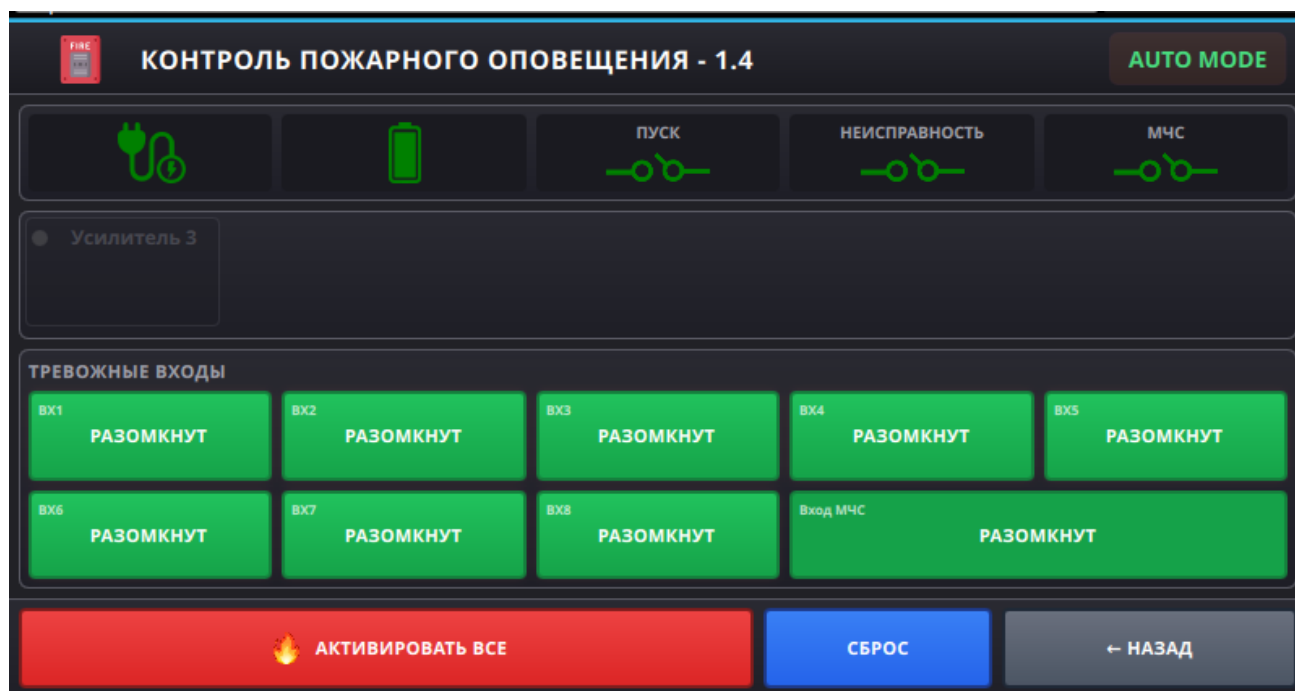 FIRE
КОНТРОЛЬ ПОЖАРНОГО ОПОВЕЩЕНИЯ - 1.4
AUTO MODE
ПУСК
НЕИСПРАВНОСТЬ
МЧС
Усилитель 3
ТРЕВОЖНЫЕ ВХОДЫ
ВХ1
РАЗОМКНУТ
ВХ2
РАЗОМКНУТ
ВХ3
РАЗОМКНУТ
ВХ4
РАЗОМКНУТ
ВХ5
РАЗОМКНУТ
ВХ6
РАЗОМКНУТ
ВХ7
РАЗОМКНУТ
ВХ8
РАЗОМКНУТ
Вход МЧС
РАЗОМКНУТ
АКТИВИРОВАТЬ ВСЕ
СБРОС
← НАЗАД